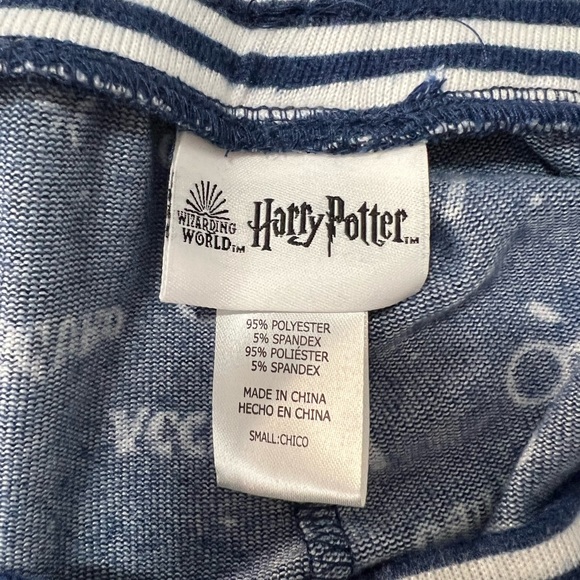 WIZARDING
WORLD™
Harry Potter™
95% POLYESTER
5% SPANDEX
95% POLIÉSTER
5% SPANDEX
MADE IN CHINA
HECHO EN CHINA
SMALL:CHICO